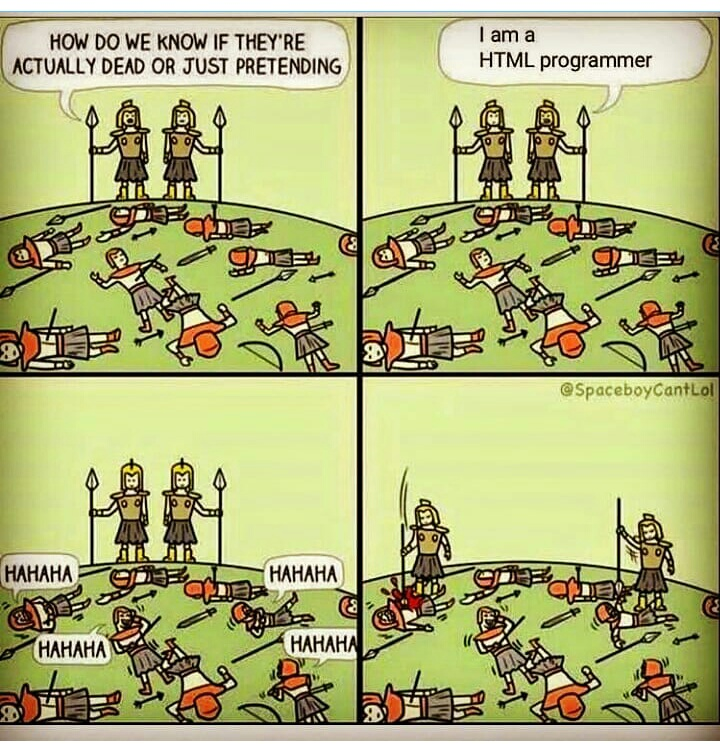 HOW DO WE KNOW IF THEY'RE
ACTUALLY DEAD OR JUST PRETENDING
I am a
HTML programmer
HAHAHA
HAHAHA
HAHAHA
HAHAHA
@SpaceboyCantLol